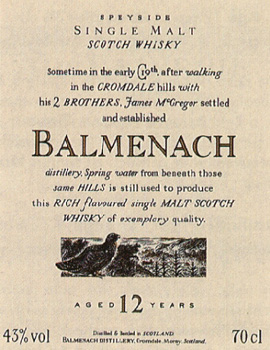 SPEYSIDE
SINGLE MALT
SCOTCH WHISKY
Sometime in the early 19th, after walking
in the CROMDALE hills with
his 2 BROTHERS, James McGregor settled
and established
BALMENACH
distillery. Spring water from beneath those
same HILLS is still used to produce
this RICH flavoured single MALT SCOTCH
WHISKY of exemplary quality.
AGED 12 YEARS
43% vol
Distilled & bottled in SCOTLAND.
BALMENACH DISTILLERY, Cromdale, Moray, Scotland.
70 cl